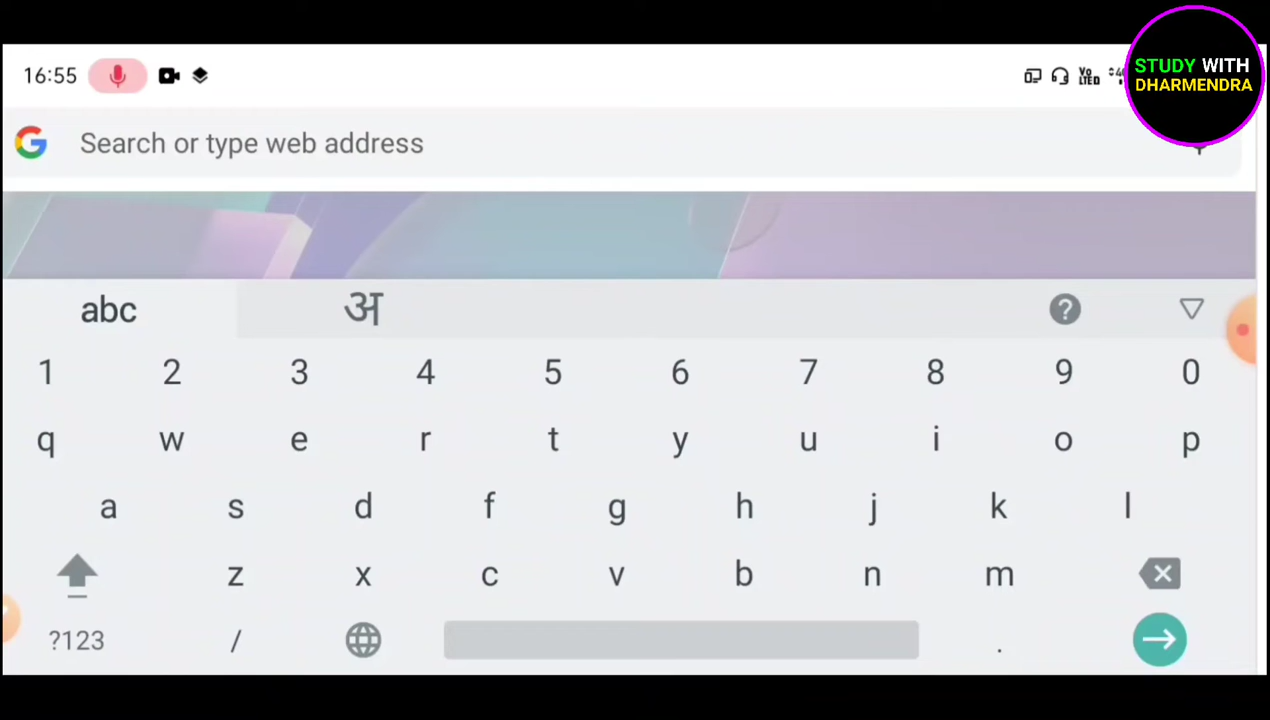 16:55
VoLTED
STUDY WITH
DHARMENDRA
Search or type web address
abc अ ?
1 2 3 4 5 6 7 8 9 0
q w e r t y u i o p
a s d f g h j k l
z x c v b n m
?123 / .